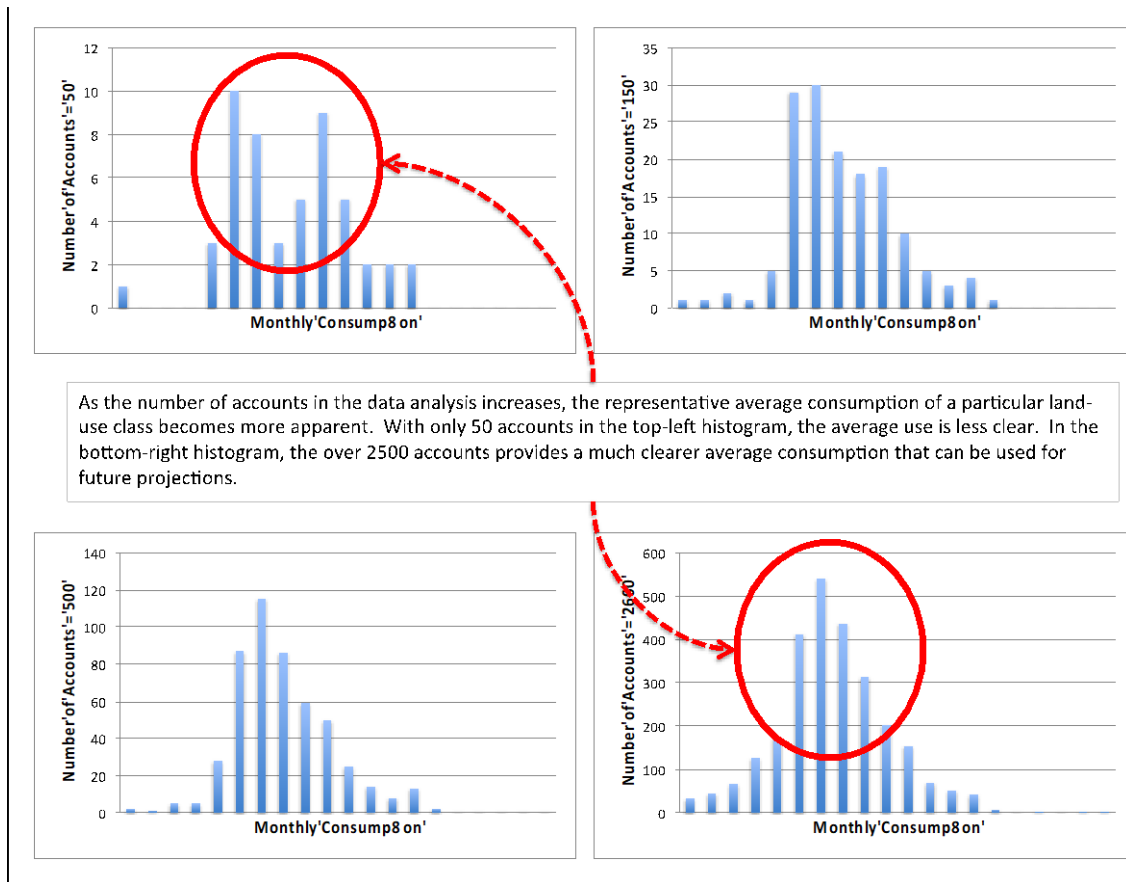 12
10
8
6
4
2
0
Number'of'Accounts'='50'
Monthly'Consump8on'
35
30
25
20
15
10
5
0
Number'of'Accounts'='150'
Monthly'Consump8on'
As the number of accounts in the data analysis increases, the representative average consumption of a particular land-
use class becomes more apparent.  With only 50 accounts in the top-left histogram, the average use is less clear.  In the
bottom-right histogram, the over 2500 accounts provides a much clearer average consumption that can be used for
future projections.
140
120
100
80
60
40
20
0
Number'of'Accounts'='500'
Monthly'Consump8on'
600
500
400
300
200
100
0
Number'of'Accounts'='2600'
Monthly'Consump8on'